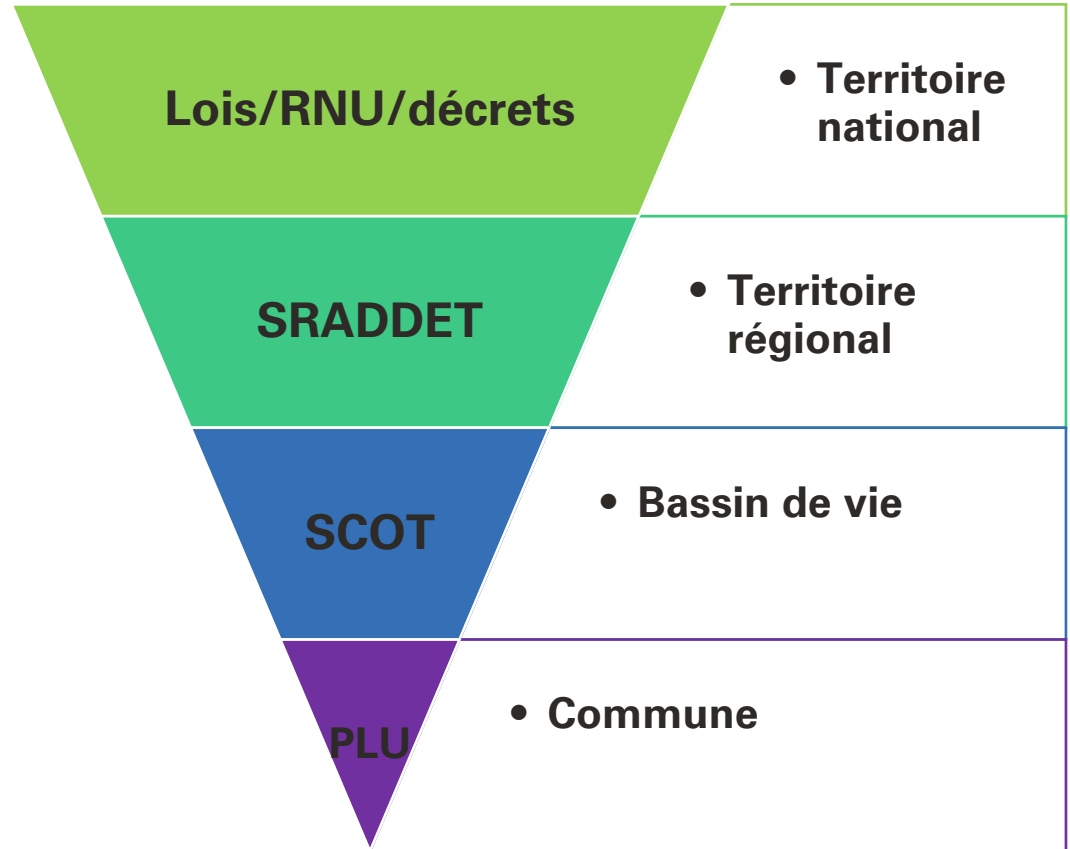 Lois/RNU/décrets
• Territoire
national
SRADDET
• Territoire
régional
SCOT
• Bassin de vie
PLU
• Commune